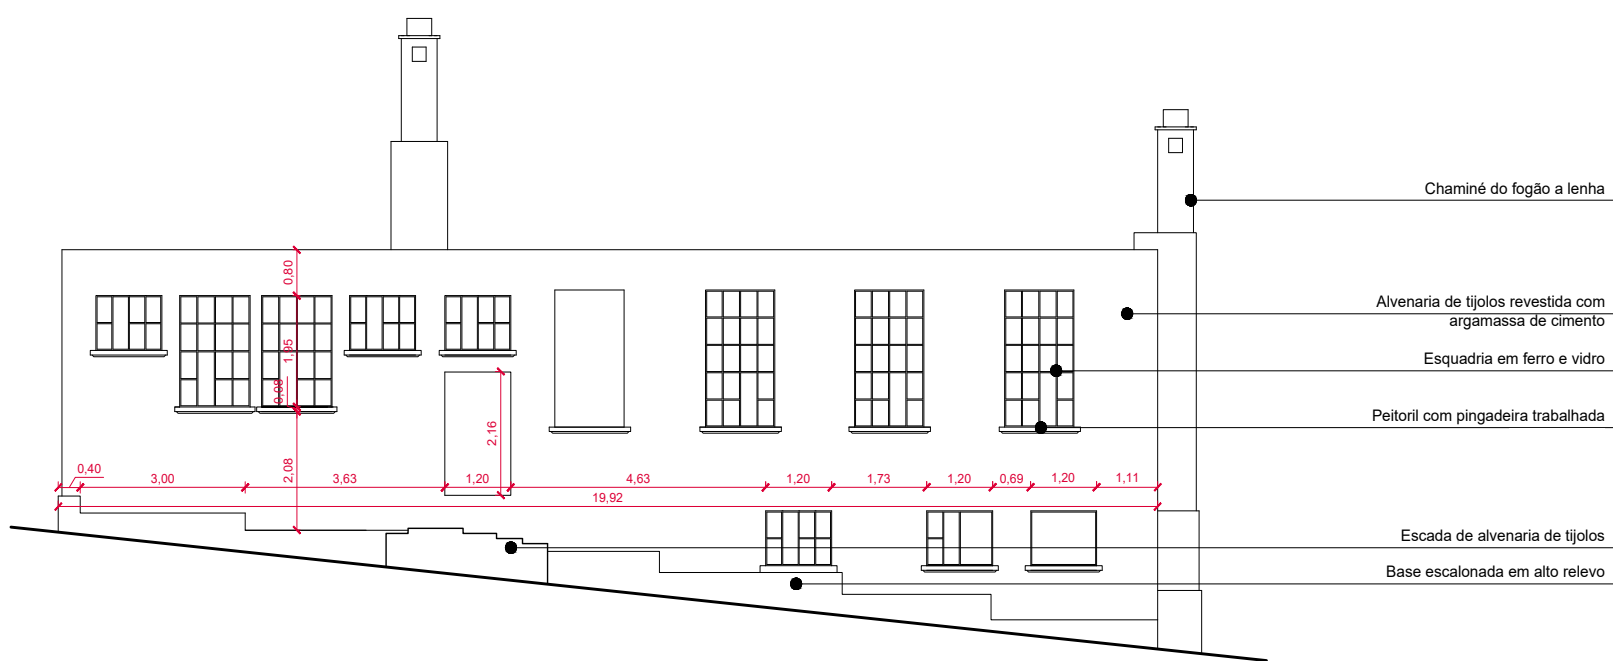 Chaminé do fogão a lenha
0,80
Alvenaria de tijolos revestida com
argamassa de cimento
1,95
Esquadria em ferro e vidro
0,08
Peitoril com pingadeira trabalhada
2,16
2,08
0,40
3,00
3,63
1,20
4,63
1,20
1,73
1,20
0,69
1,20
1,11
19,92
Escada de alvenaria de tijolos
Base escalonada em alto relevo